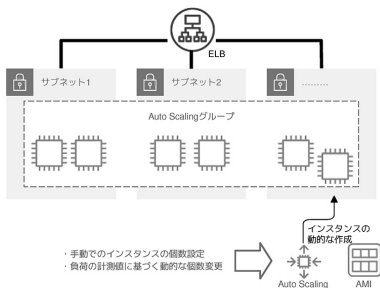 ELB
サブネット1
サブネット2
.........
Auto Scalingグループ
インスタンスの
動的な作成
・手動でのインスタンスの個数設定
・負荷の計測値に基づく動的な個数変更
Auto Scaling
AMI